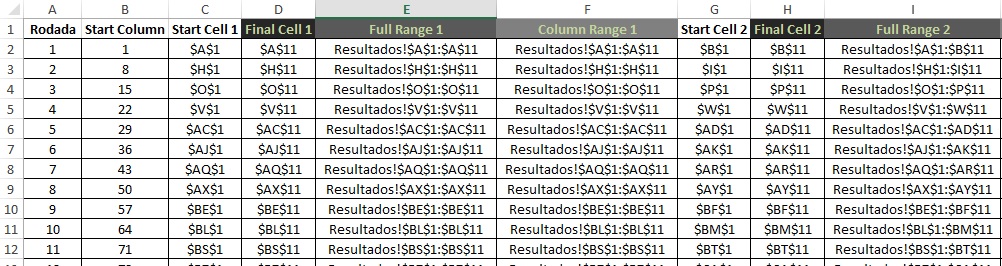 A B C D E F G H I
1 Rodada Start Column Start Cell 1 Final Cell 1 Full Range 1 Column Range 1 Start Cell 2 Final Cell 2 Full Range 2
2 1 1 $A$1 $A$11 Resultados!$A$1:$A$11 Resultados!$A$1:$A$11 $B$1 $B$11 Resultados!$A$1:$B$11
3 2 8 $H$1 $H$11 Resultados!$H$1:$H$11 Resultados!$H$1:$H$11 $I$1 $I$11 Resultados!$H$1:$I$11
4 3 15 $O$1 $O$11 Resultados!$O$1:$O$11 Resultados!$O$1:$O$11 $P$1 $P$11 Resultados!$O$1:$P$11
5 4 22 $V$1 $V$11 Resultados!$V$1:$V$11 Resultados!$V$1:$V$11 $W$1 $W$11 Resultados!$V$1:$W$11
6 5 29 $AC$1 $AC$11 Resultados!$AC$1:$AC$11 Resultados!$AC$1:$AC$11 $AD$1 $AD$11 Resultados!$AC$1:$AD$11
7 6 36 $AJ$1 $AJ$11 Resultados!$AJ$1:$AJ$11 Resultados!$AJ$1:$AJ$11 $AK$1 $AK$11 Resultados!$AJ$1:$AK$11
8 7 43 $AQ$1 $AQ$11 Resultados!$AQ$1:$AQ$11 Resultados!$AQ$1:$AQ$11 $AR$1 $AR$11 Resultados!$AQ$1:$AR$11
9 8 50 $AX$1 $AX$11 Resultados!$AX$1:$AX$11 Resultados!$AX$1:$AX$11 $AY$1 $AY$11 Resultados!$AX$1:$AY$11
10 9 57 $BE$1 $BE$11 Resultados!$BE$1:$BE$11 Resultados!$BE$1:$BE$11 $BF$1 $BF$11 Resultados!$BE$1:$BF$11
11 10 64 $BL$1 $BL$11 Resultados!$BL$1:$BL$11 Resultados!$BL$1:$BL$11 $BM$1 $BM$11 Resultados!$BL$1:$BM$11
12 11 71 $BS$1 $BS$11 Resultados!$BS$1:$BS$11 Resultados!$BS$1:$BS$11 $BT$1 $BT$11 Resultados!$BS$1:$BT$11